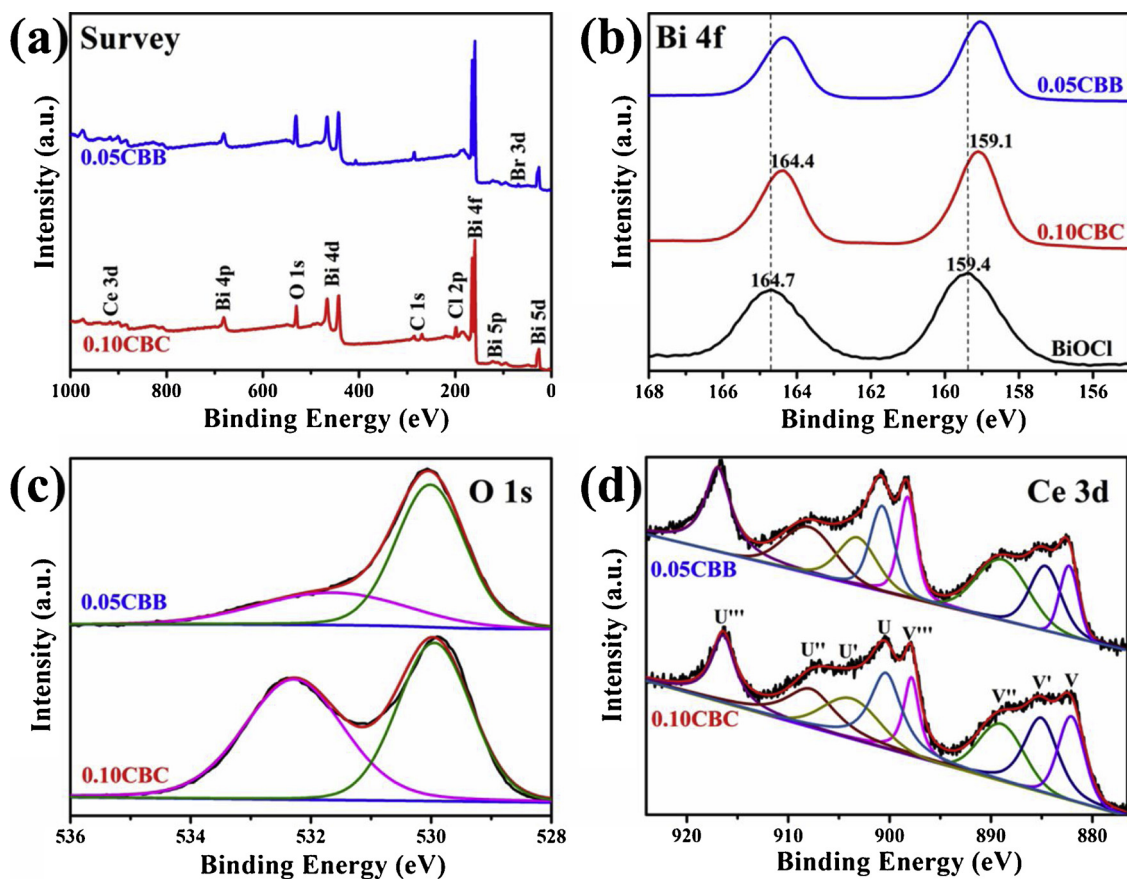 (a) Survey
Intensity (a.u.)
0.05CBB
Br 3d
Ce 3d
Bi 4p
O 1s
Bi 4d
C 1s
Cl 2p
Bi 4f
Bi 5p
Bi 5d
0.10CBC
1000 800 600 400 200 0
Binding Energy (eV)
(b) Bi 4f
Intensity (a.u.)
0.05CBB
164.4 159.1
0.10CBC
164.7 159.4
BiOCl
168 166 164 162 160 158 156
Binding Energy (eV)
(c) O 1s
Intensity (a.u.)
0.05CBB
0.10CBC
536 534 532 530 528
Binding Energy (eV)
(d) Ce 3d
Intensity (a.u.)
0.05CBB
U''' U'' U' U V''' V'' V' V
0.10CBC
920 910 900 890 880
Binding Energy (eV)